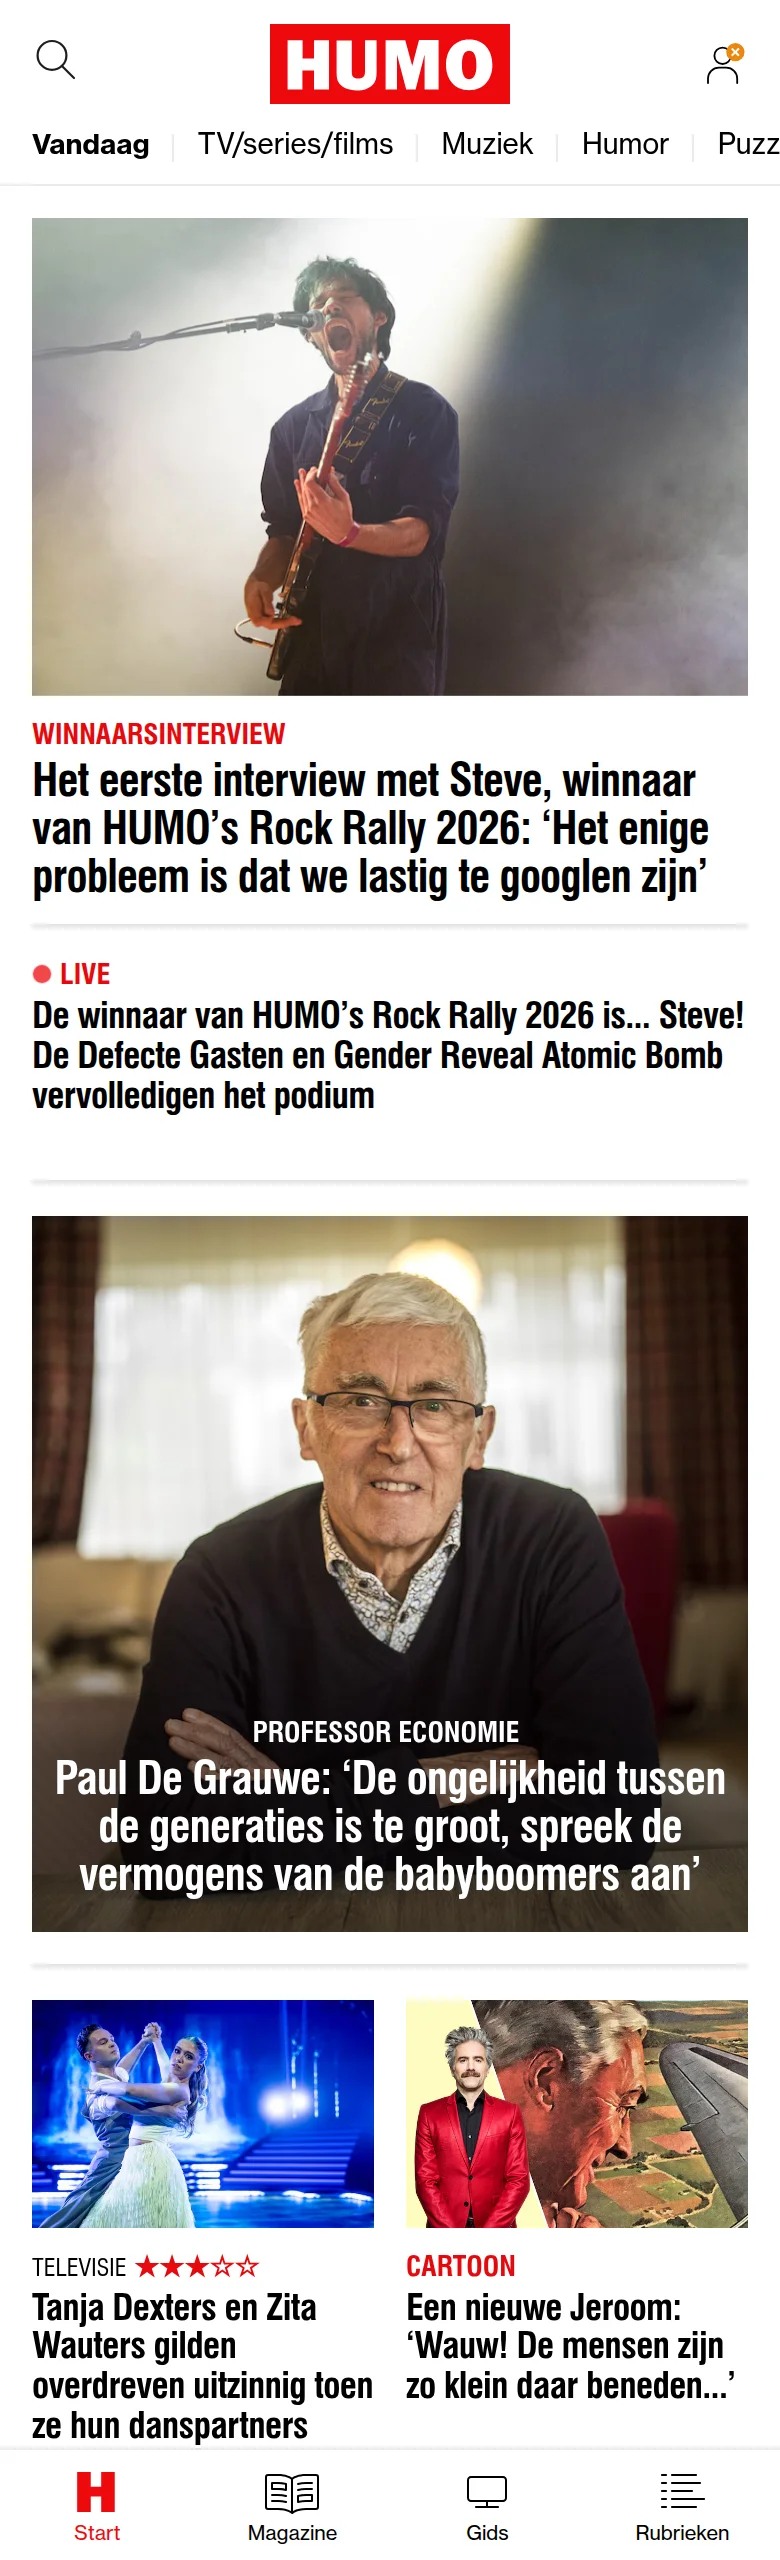 HUMO
Vandaag
TV/series/films
Muziek
Humor
Puzz
WINNAARSINTERVIEW
Het eerste interview met Steve, winnaar
van HUMO’s Rock Rally 2026: ‘Het enige
probleem is dat we lastig te googlen zijn’
LIVE
De winnaar van HUMO’s Rock Rally 2026 is... Steve!
De Defecte Gasten en Gender Reveal Atomic Bomb
vervolledigen het podium
PROFESSOR ECONOMIE
Paul De Grauwe: ‘De ongelijkheid tussen
de generaties is te groot, spreek de
vermogens van de babyboomers aan’
TELEVISIE ★★★☆☆
Tanja Dexters en Zita
Wauters gilden
overdreven uitzinnig toen
ze hun danspartners
CARTOON
Een nieuwe Jeroom:
‘Wauw! De mensen zijn
zo klein daar beneden...’
Start
Magazine
Gids
Rubrieken